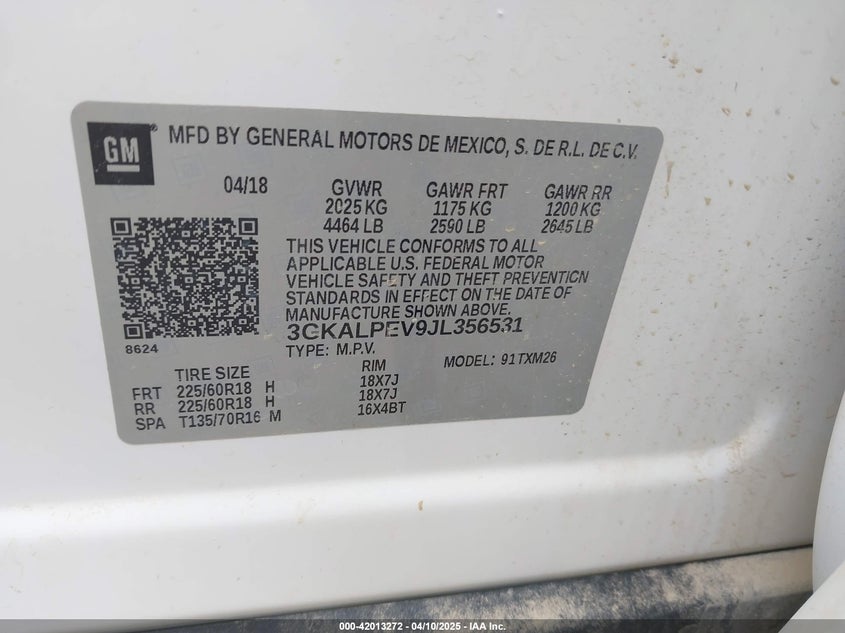 GM
®
MFD BY GENERAL MOTORS DE MEXICO, S. DE R.L. DE C.V.
04/18 GVWR GAWR FRT GAWR RR
2025 KG 1175 KG 1200 KG
4464 LB 2590 LB 2645 LB
THIS VEHICLE CONFORMS TO ALL
APPLICABLE U.S. FEDERAL MOTOR
VEHICLE SAFETY AND THEFT PREVENTION
STANDARDS IN EFFECT ON THE DATE OF
MANUFACTURE SHOWN ABOVE.
3CKALPEV9JL356531
8624
TYPE: M.P.V. MODEL: 91TXM26
TIRE SIZE RIM
FRT 225/60R18 H 18X7J
RR 225/60R18 H 18X7J
SPA T135/70R16 M 16X4BT
000-42013272 | 04/10/2025 | © IAA Inc.